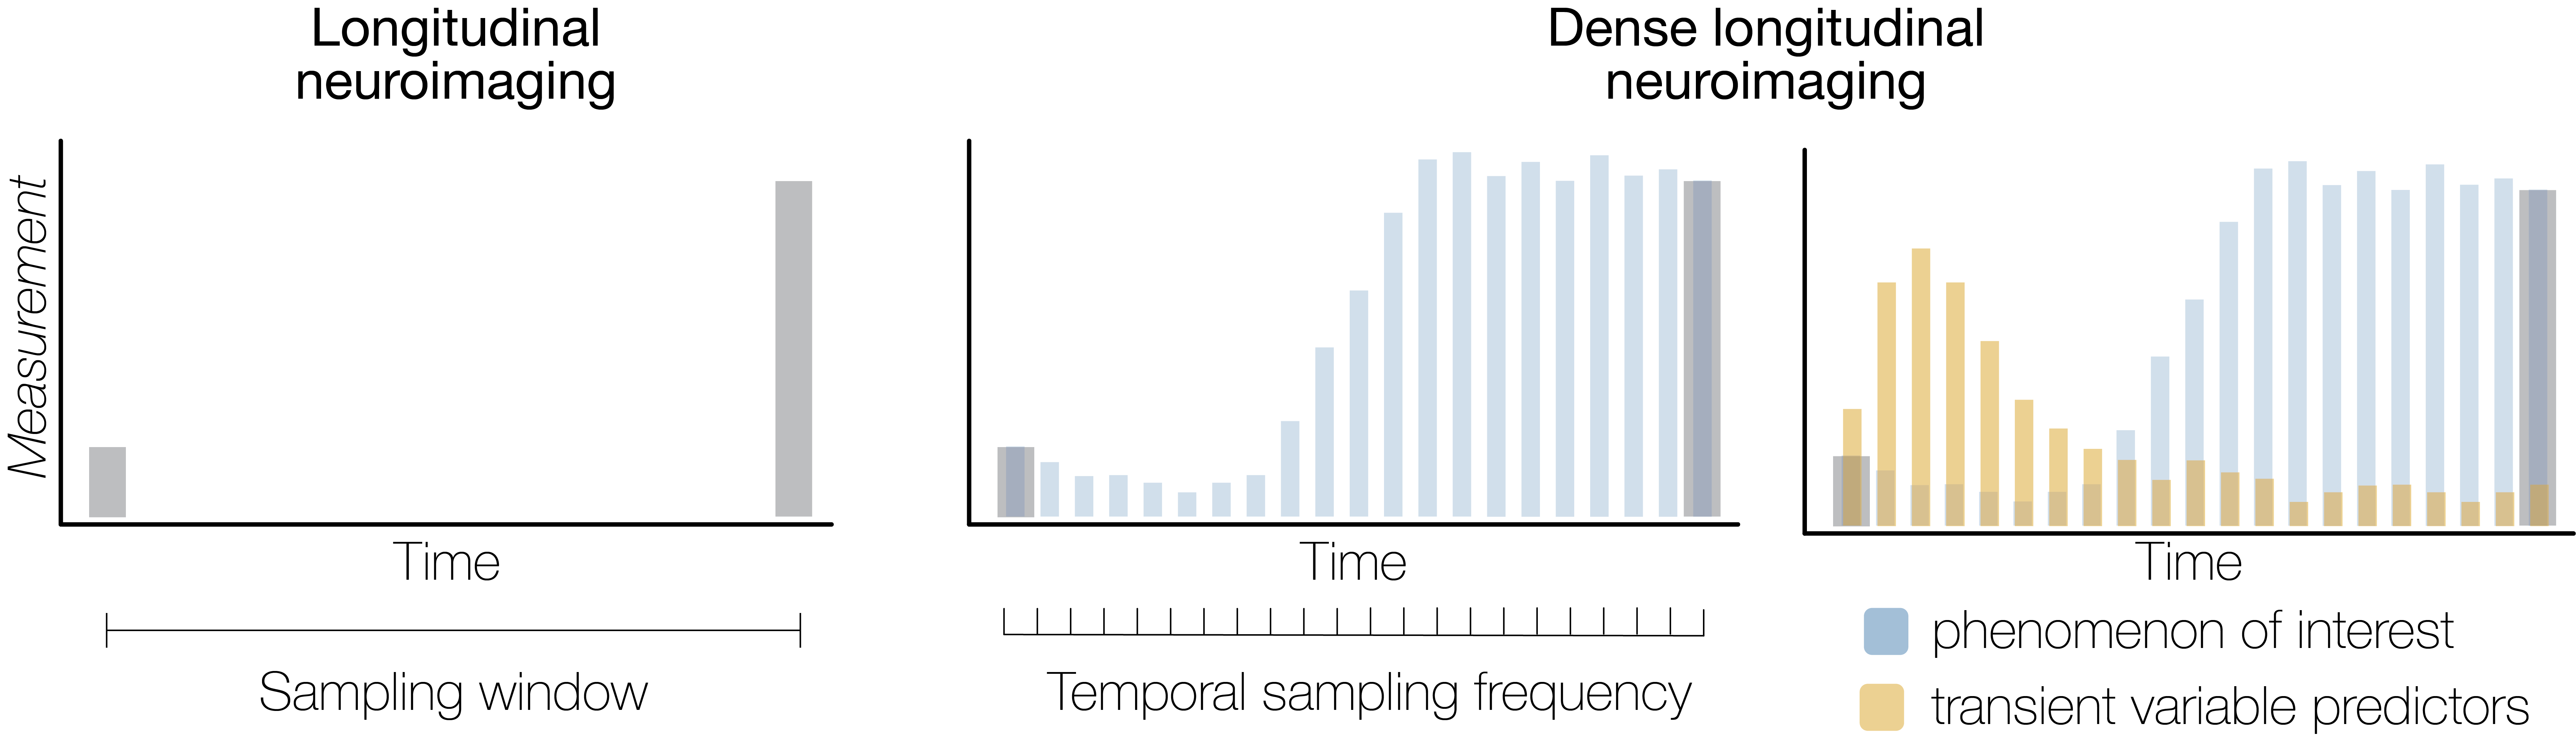 Longitudinal
neuroimaging
Dense longitudinal
neuroimaging
Measurement
Time
Time
Time
Sampling window
Temporal sampling frequency
phenomenon of interest
transient variable predictors